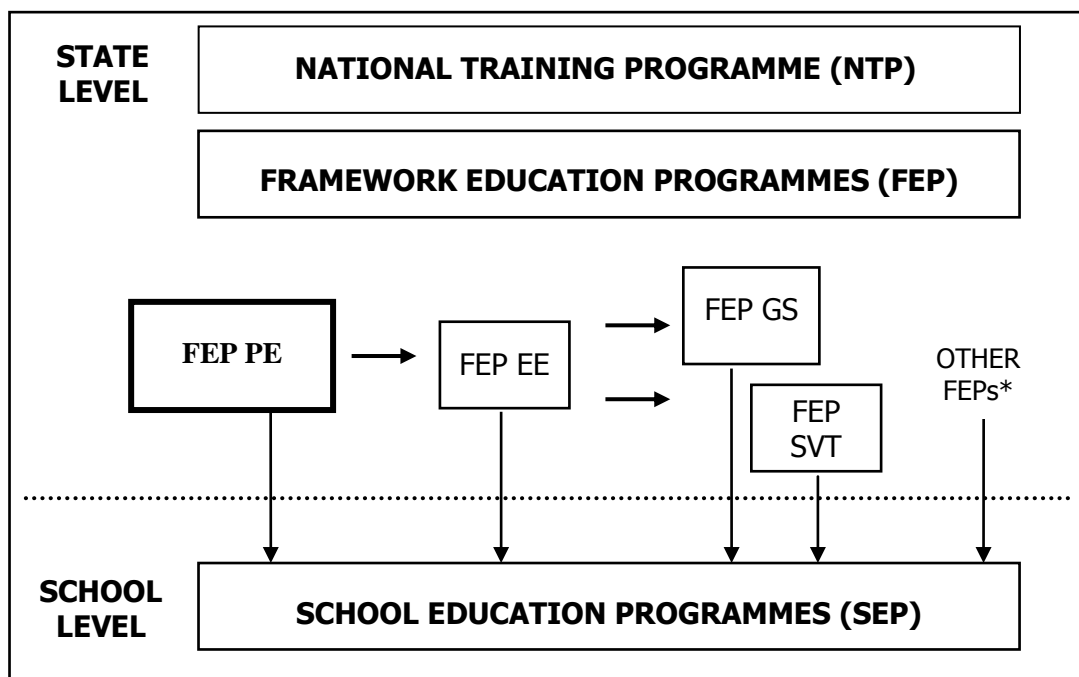 STATE
LEVEL
NATIONAL TRAINING PROGRAMME (NTP)
FRAMEWORK EDUCATION PROGRAMMES (FEP)
FEP PE
FEP EE
FEP GS
FEP
SVT
OTHER
FEPs*
SCHOOL
LEVEL
SCHOOL EDUCATION PROGRAMMES (SEP)